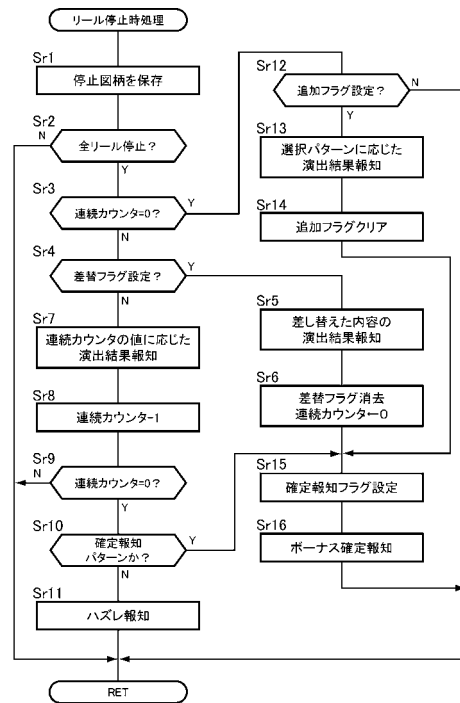 リール停止時処理
Sr1
停止図柄を保存
Sr2
全リール停止？
N
Y
Sr3
連続カウンタ=0？
Y
N
Sr4
差替フラグ設定？
Y
N
Sr7
連続カウンタの値に応じた
演出結果報知
Sr8
連続カウンタ-1
Sr9
連続カウンタ=0？
N
Y
Sr10
確定報知
パターンか？
Y
N
Sr11
ハズレ報知
RET
Sr12
追加フラグ設定？
N
Y
Sr13
選択パターンに応じた
演出結果報知
Sr14
追加フラグクリア
Sr5
差し替えた内容の
演出結果報知
Sr6
差替フラグ消去
連続カウンタ←0
Sr15
確定報知フラグ設定
Sr16
ボーナス確定報知